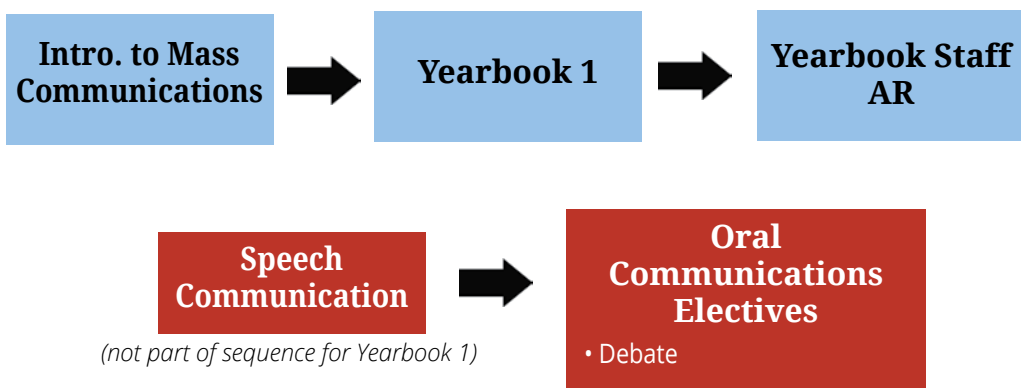 Intro. to Mass
Communications
Yearbook 1
Yearbook Staff
AR
Speech
Communication
(not part of sequence for Yearbook 1)
Oral
Communications
Electives
• Debate